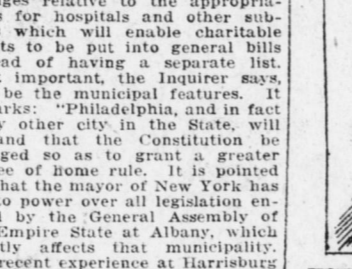 relative to the appropria-
s for hospitals and other sub-
which will enable charitable
ts to be put into general bills
ead of having a separate list.
t important, the Inquirer says,
be the municipal features. It
arks: "Philadelphia, and in fact
y other city in the State, will
and that the Constitution be
ged so as to grant a greater
ee of home rule. It is pointed
hat the mayor of New York has
to power over all legislation en-
d by the General Assembly of
Empire State at Albany, which
tly affects that municipality.
recent experience at Harrisburg